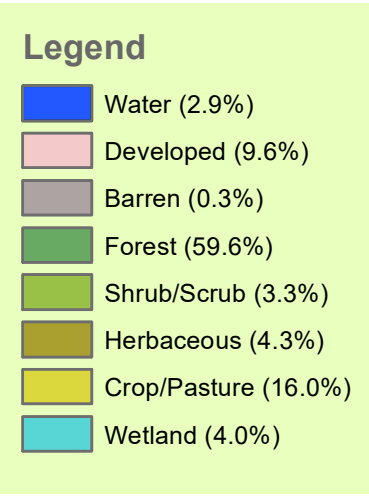 Legend
Water (2.9%)
Developed (9.6%)
Barren (0.3%)
Forest (59.6%)
Shrub/Scrub (3.3%)
Herbaceous (4.3%)
Crop/Pasture (16.0%)
Wetland (4.0%)